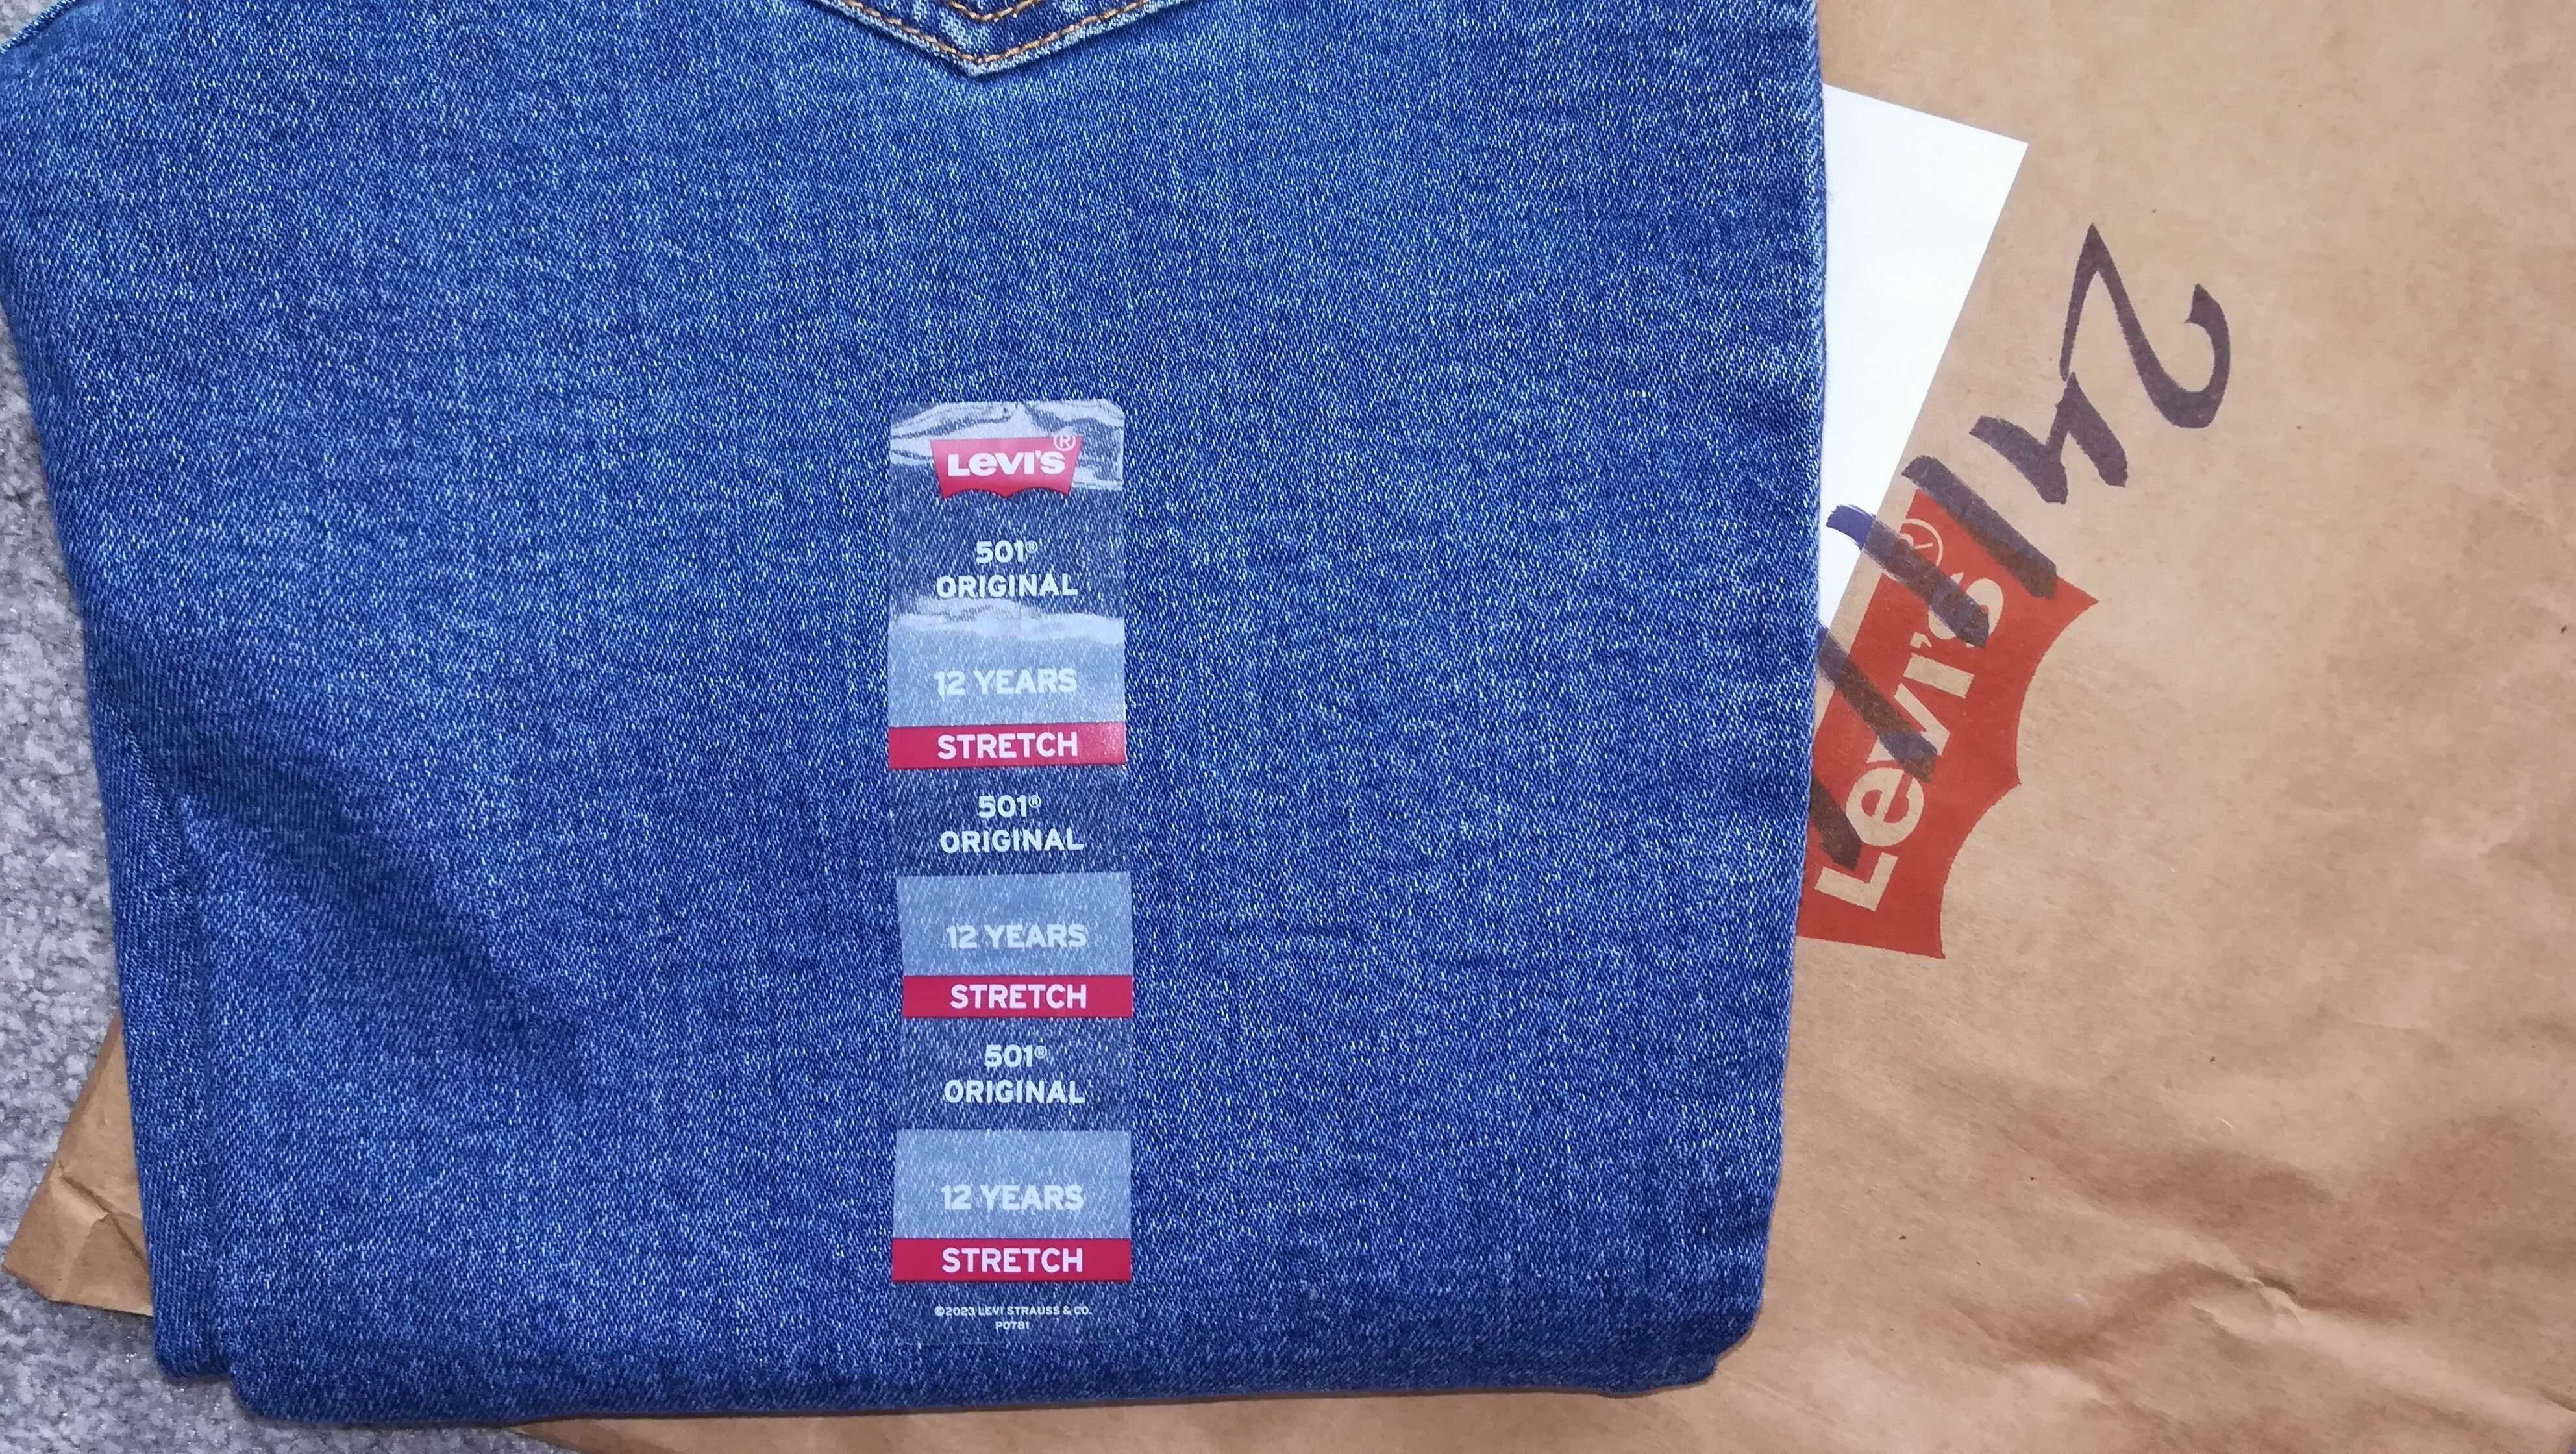 LEVI'S®
501®
ORIGINAL
12 YEARS
STRETCH
501®
ORIGINAL
12 YEARS
STRETCH
501®
ORIGINAL
12 YEARS
STRETCH
©2023 LEVI STRAUSS & CO.
P0781
Levi's®